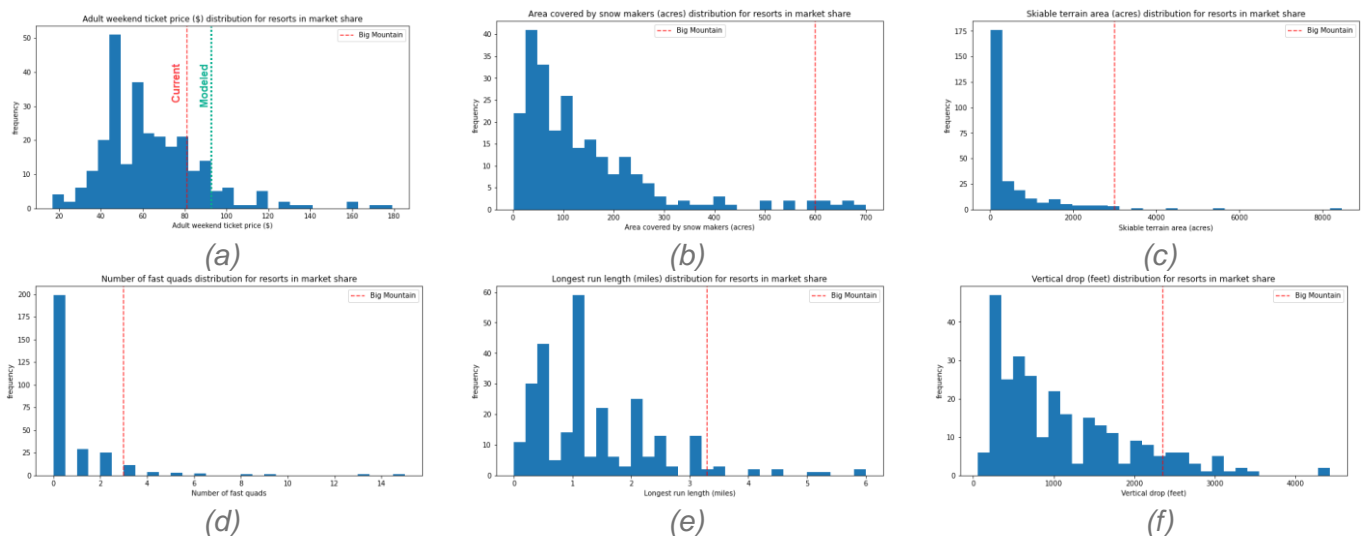 Adult weekend ticket price ($) distribution for resorts in market share
Big Mountain
Current
Modeled
frequency
50
40
30
20
10
0
20 40 60 80 100 120 140 160 180
Adult weekend ticket price ($)
(a)
Area covered by snow makers (acres) distribution for resorts in market share
Big Mountain
frequency
40
35
30
25
20
15
10
5
0
0 100 200 300 400 500 600 700
Area covered by snow makers (acres)
(b)
Skiable terrain area (acres) distribution for resorts in market share
Big Mountain
frequency
175
150
125
100
75
50
25
0
0 2000 4000 6000 8000
Skiable terrain area (acres)
(c)
Number of fast quads distribution for resorts in market share
Big Mountain
frequency
200
175
150
125
100
75
50
25
0
0 2 4 6 8 10 12 14
Number of fast quads
(d)
Longest run length (miles) distribution for resorts in market share
Big Mountain
frequency
60
50
40
30
20
10
0
0 1 2 3 4 5 6
Longest run length (miles)
(e)
Vertical drop (feet) distribution for resorts in market share
Big Mountain
frequency
40
30
20
10
0
0 1000 2000 3000 4000
Vertical drop (feet)
(f)